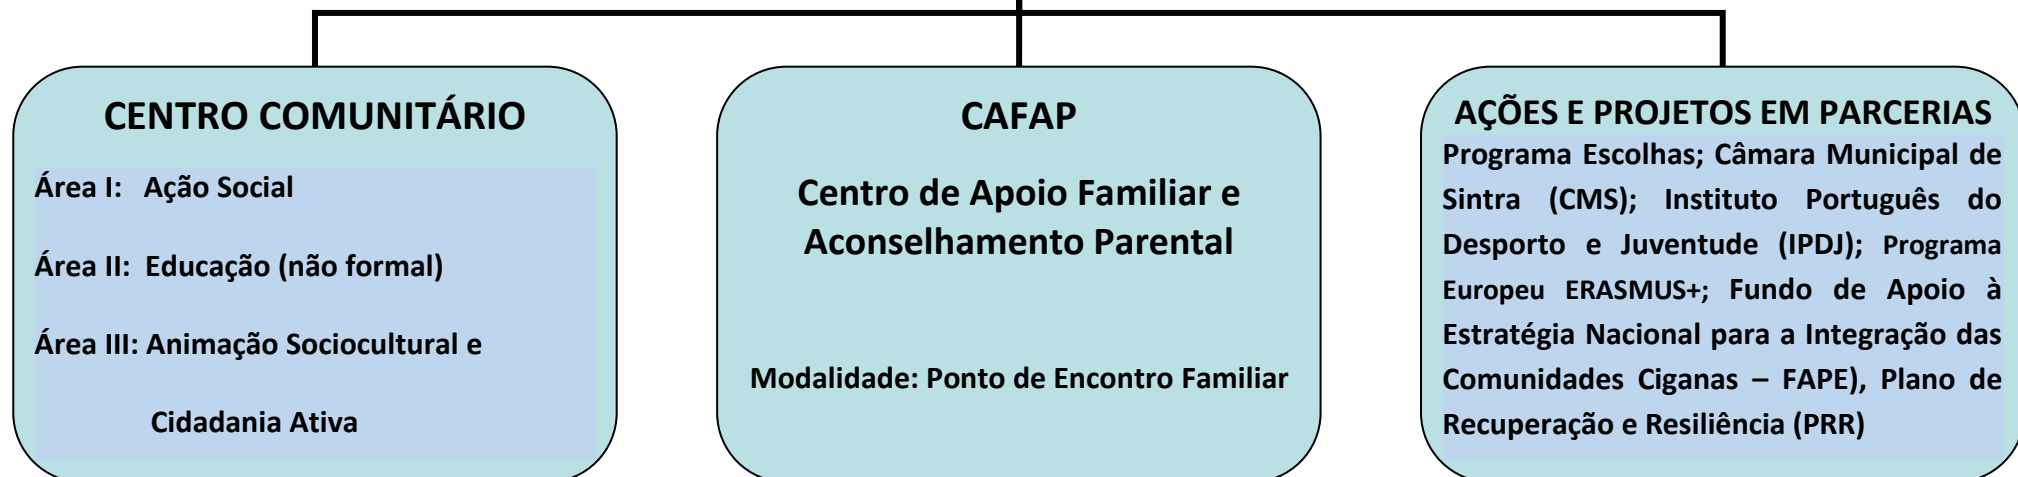 CENTRO COMUNITÁRIO
Área I: Ação Social
Área II: Educação (não formal)
Área III: Animação Sociocultural e
Cidadania Ativa
CAFAP
Centro de Apoio Familiar e
Aconselhamento Parental
Modalidade: Ponto de Encontro Familiar
AÇÕES E PROJETOS EM PARCERIAS
Programa Escolhas; Câmara Municipal de
Sintra (CMS); Instituto Português do
Desporto e Juventude (IPDJ); Programa
Europeu ERASMUS+; Fundo de Apoio à
Estratégia Nacional para a Integração das
Comunidades Ciganas – FAPE), Plano de
Recuperação e Resiliência (PRR)